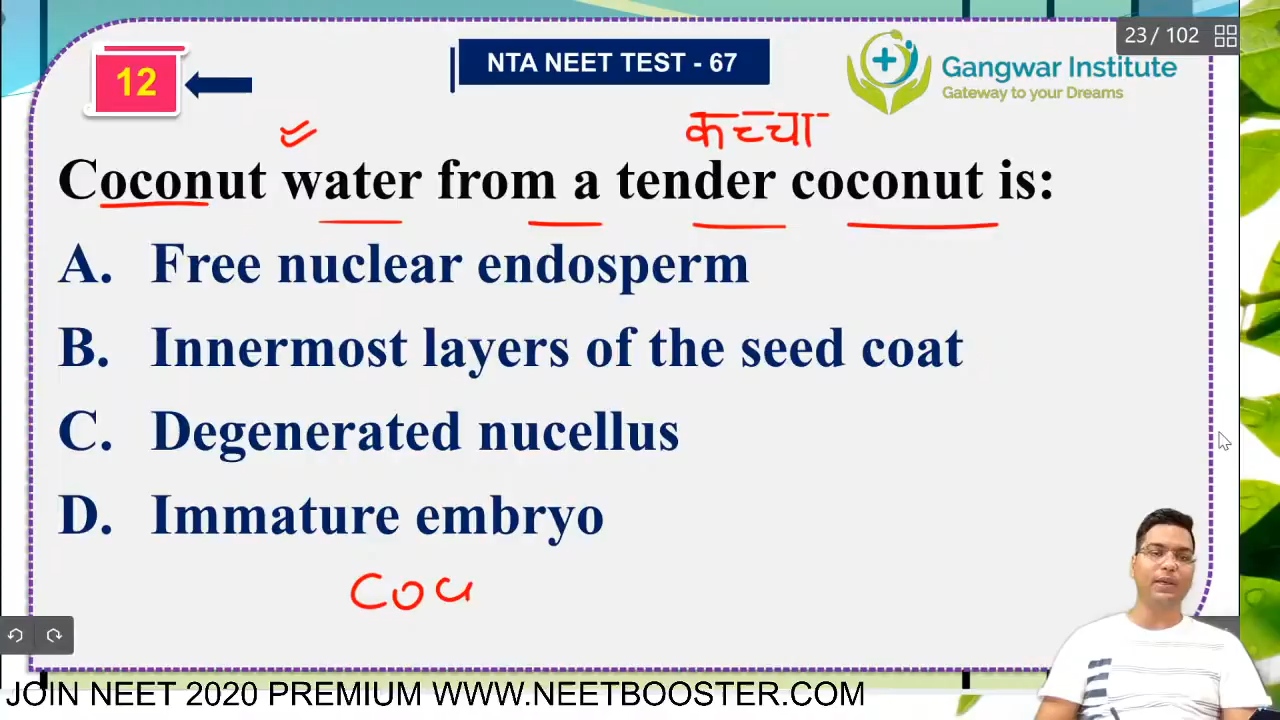 23 / 102
12
NTA NEET TEST - 67
Gangwar Institute
Gateway to your Dreams
कच्चा
Coconut water from a tender coconut is:
A. Free nuclear endosperm
B. Innermost layers of the seed coat
C. Degenerated nucellus
D. Immature embryo
JOIN NEET 2020 PREMIUM WWW.NEETBOOSTER.COM